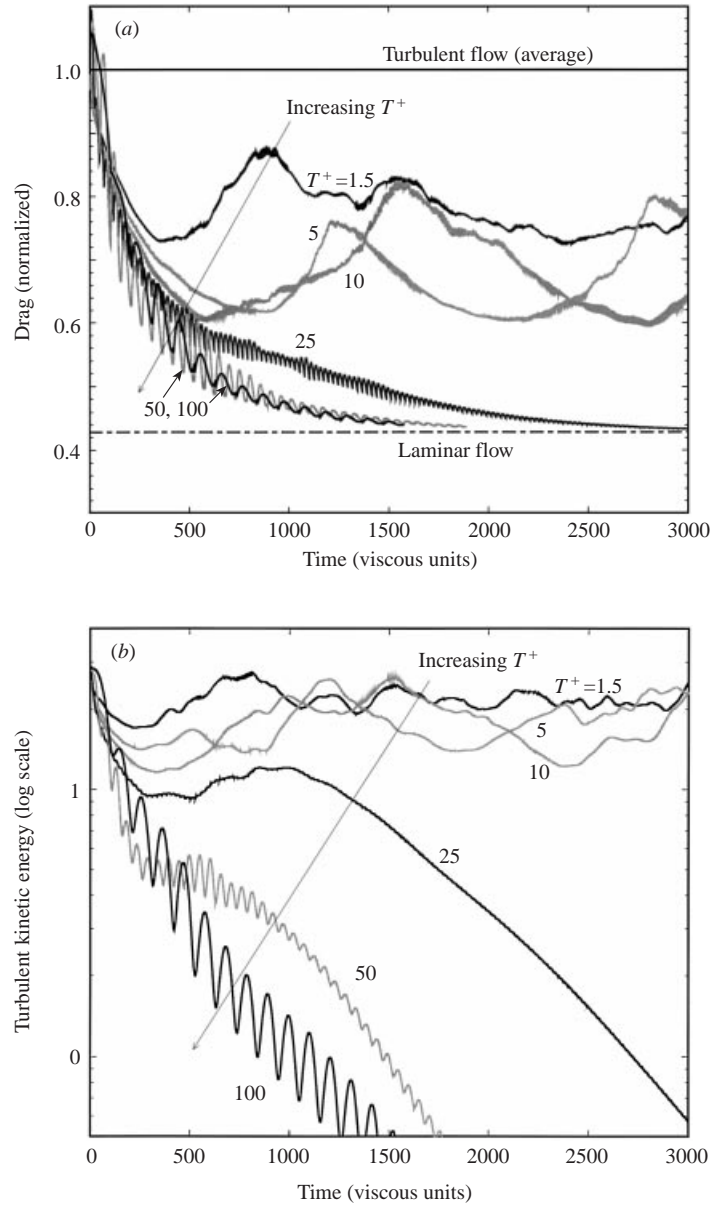 (a)
Turbulent flow (average)
1.0
Increasing T+
T+=1.5
0.8
5
10
Drag (normalized)
0.6
25
50, 100
Laminar flow
0.4
0 500 1000 1500 2000 2500 3000
Time (viscous units)
(b)
Increasing T+
T+=1.5
5
10
1
25
Turbulent kinetic energy (log scale)
50
0
100
0 500 1000 1500 2000 2500 3000
Time (viscous units)